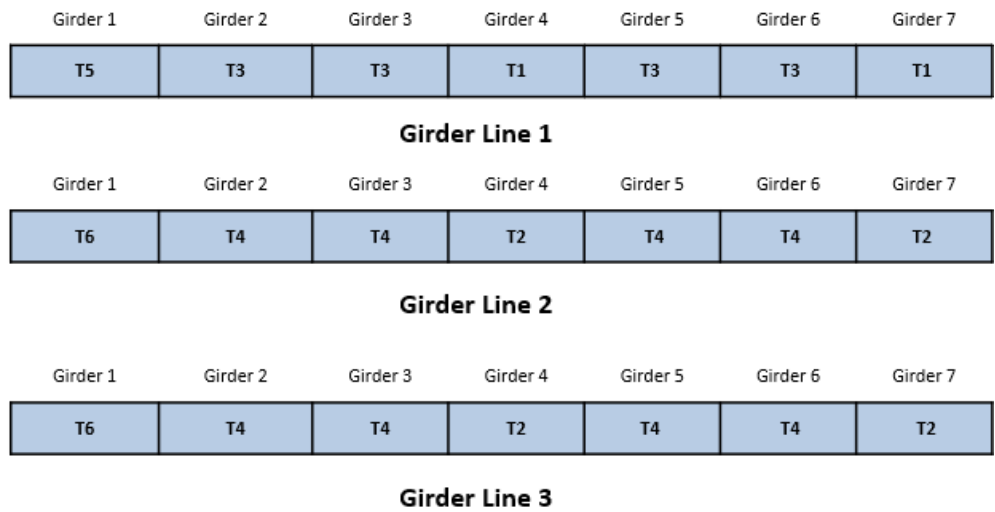 Girder 1 Girder 2 Girder 3 Girder 4 Girder 5 Girder 6 Girder 7
T5 T3 T3 T1 T3 T3 T1
Girder Line 1
Girder 1 Girder 2 Girder 3 Girder 4 Girder 5 Girder 6 Girder 7
T6 T4 T4 T2 T4 T4 T2
Girder Line 2
Girder 1 Girder 2 Girder 3 Girder 4 Girder 5 Girder 6 Girder 7
T6 T4 T4 T2 T4 T4 T2
Girder Line 3